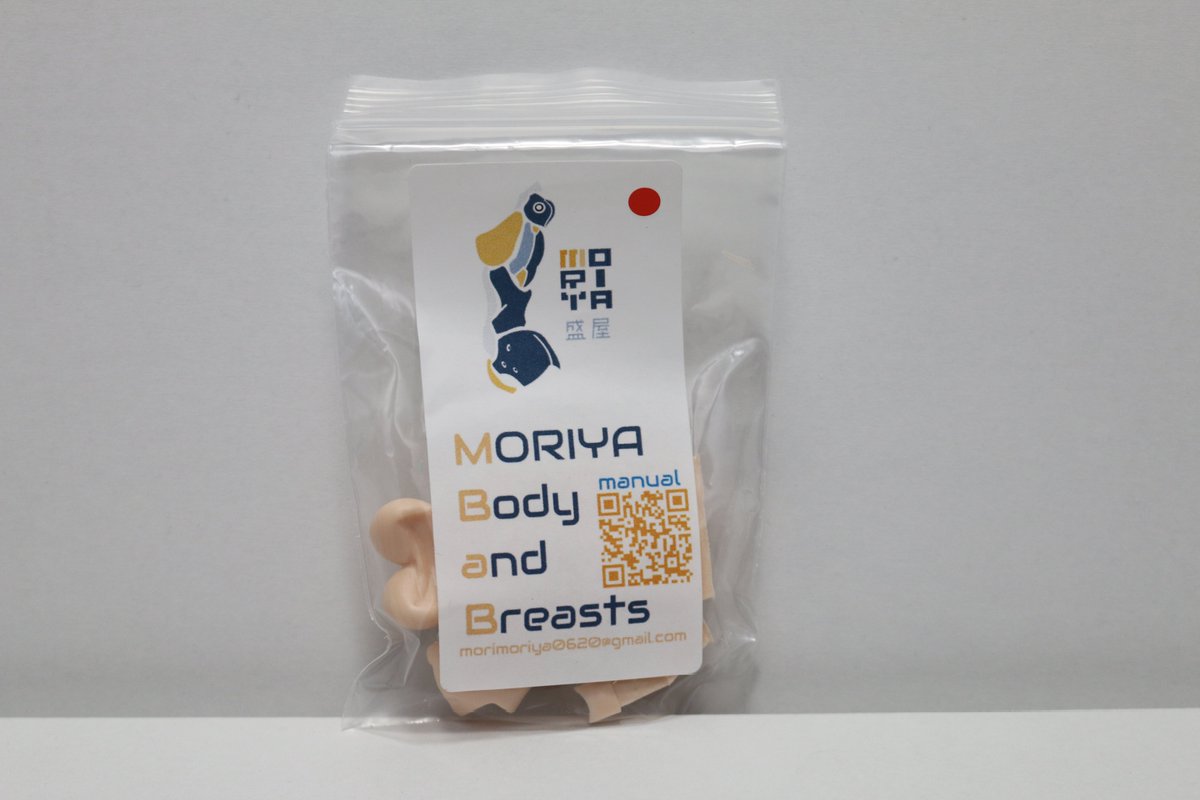 MO
RI
YA
盛屋
MORIYA
Body
and
Breasts
manual
morimoriya0620@gmail.com